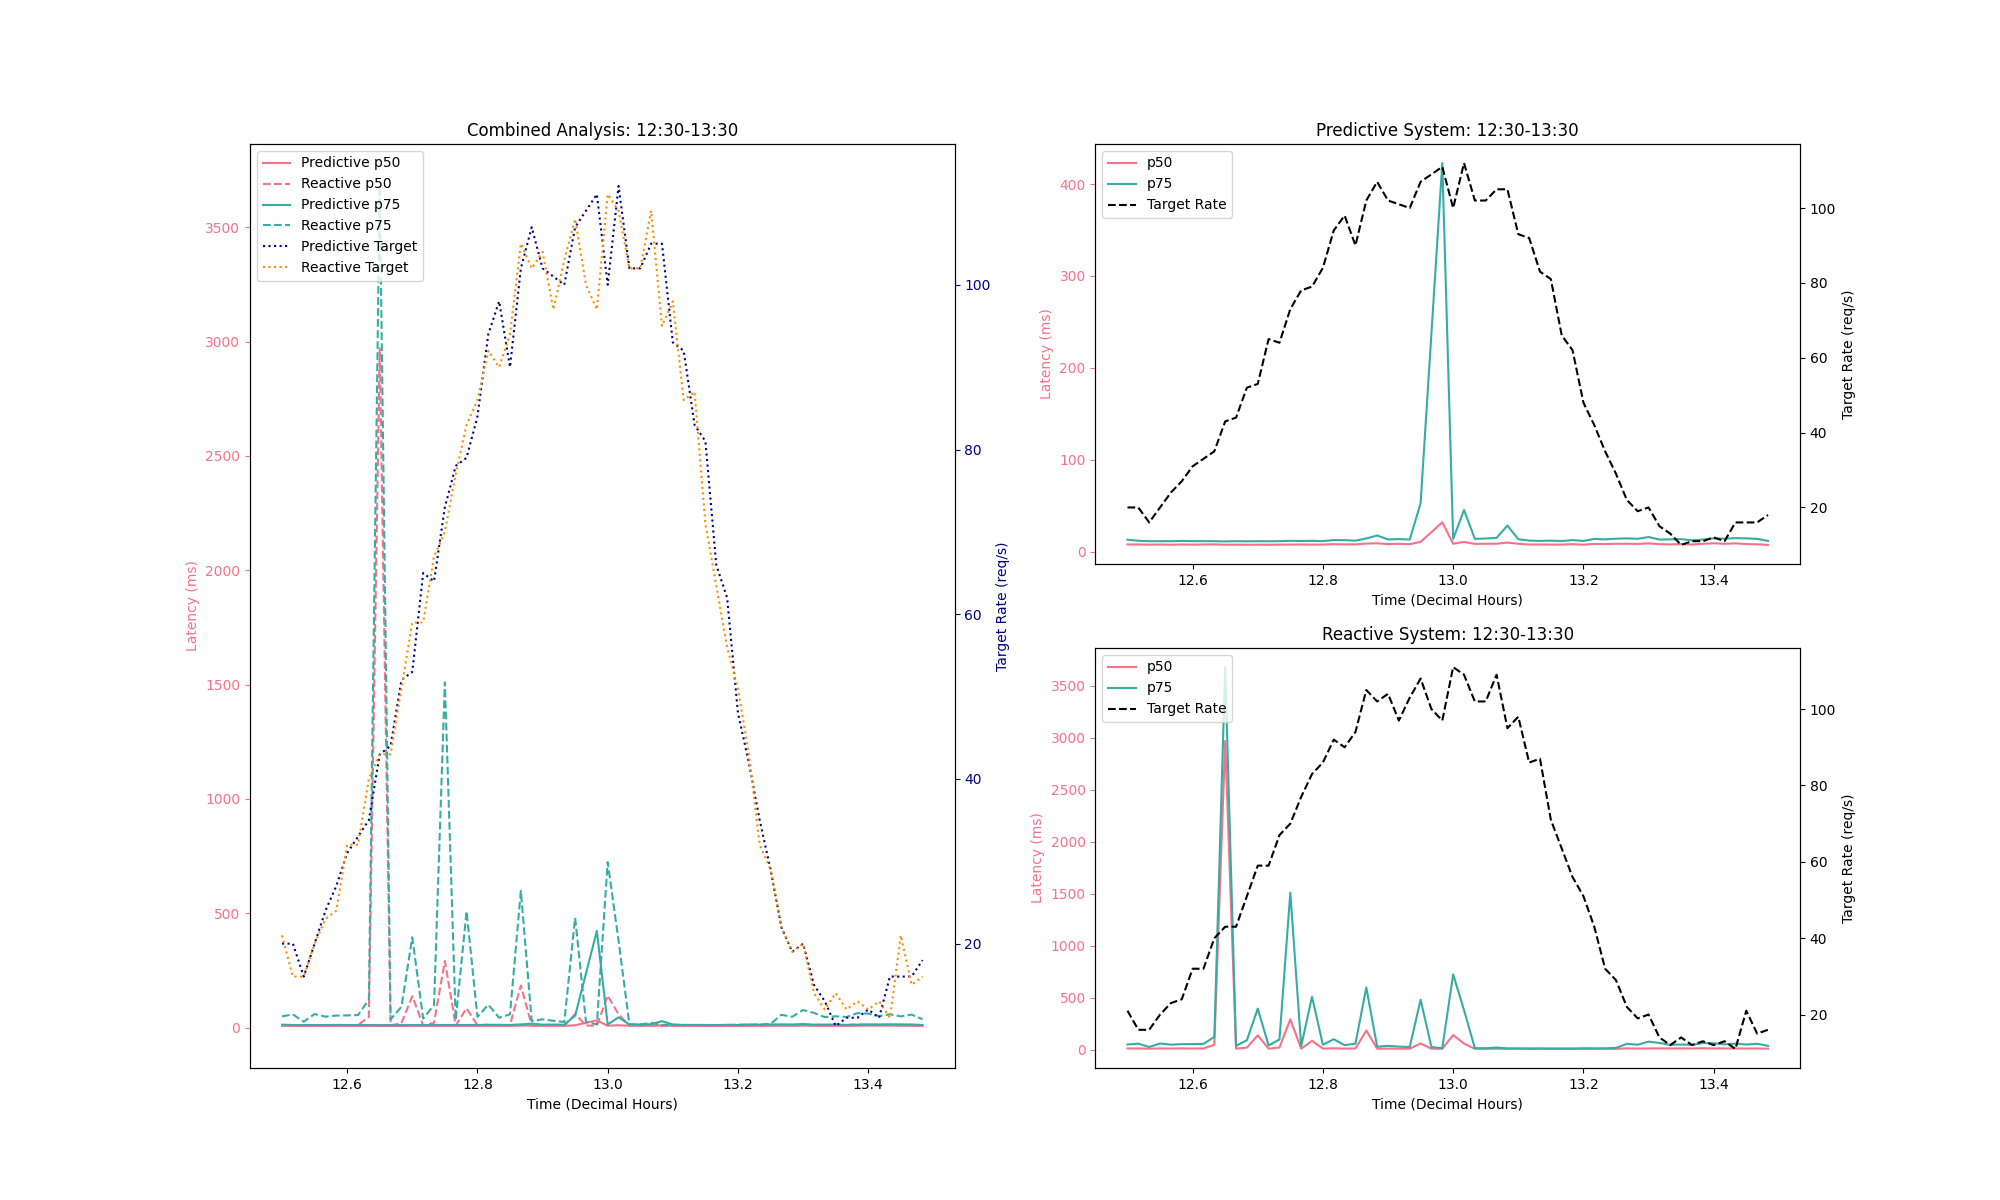 Combined Analysis: 12:30-13:30
Predictive p50
Reactive p50
Predictive p75
Reactive p75
Predictive Target
Reactive Target
3500
3000
2500
2000
1500
1000
500
0
Latency (ms)
100
80
60
40
20
Target Rate (req/s)
12.6 12.8 13.0 13.2 13.4
Time (Decimal Hours)
Predictive System: 12:30-13:30
p50
p75
Target Rate
400
300
200
100
0
Latency (ms)
100
80
60
40
20
Target Rate (req/s)
12.6 12.8 13.0 13.2 13.4
Time (Decimal Hours)
Reactive System: 12:30-13:30
p50
p75
Target Rate
3500
3000
2500
2000
1500
1000
500
0
Latency (ms)
100
80
60
40
20
Target Rate (req/s)
12.6 12.8 13.0 13.2 13.4
Time (Decimal Hours)